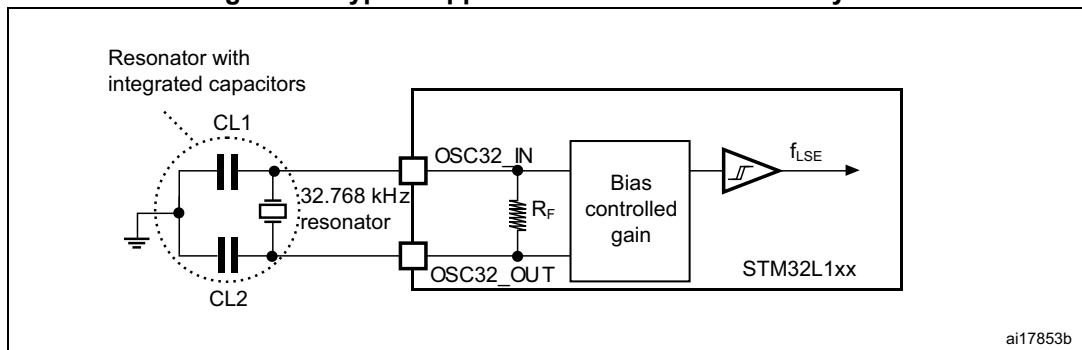 Resonator with
integrated capacitors
CL1
OSC32_IN
fLSE
32.768 kHz
resonator
RF
Bias
controlled
gain
OSC32_OUT
STM32L1xx
CL2
ai17853b